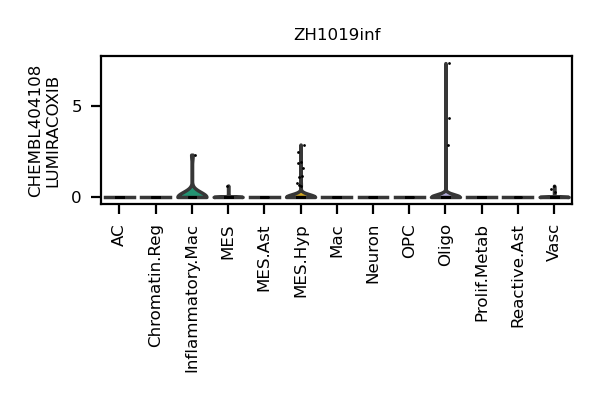 ZH1019inf
CHEMBL404108
LUMIRACOXIB
5
0
AC
Chromatin.Reg
Inflammatory.Mac
MES
MES.Ast
MES.Hyp
Mac
Neuron
OPC
Oligo
Prolif.Metab
Reactive.Ast
Vasc